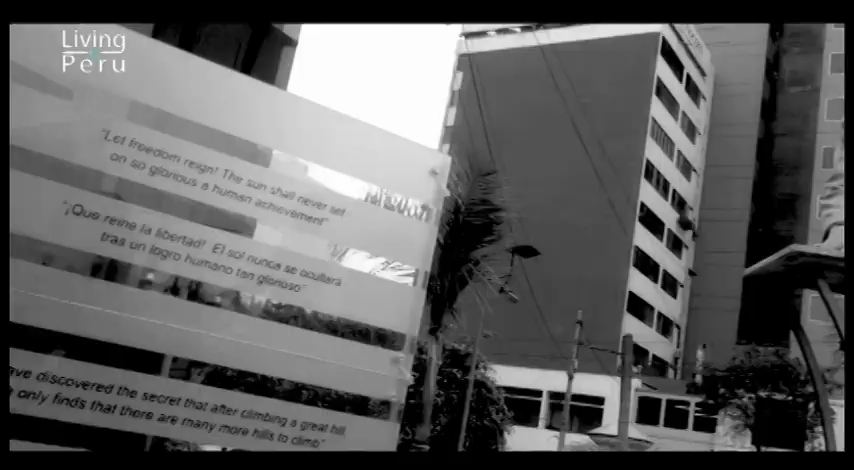 Living
Peru
"Let freedom reign! The sun shall never set
on so glorious a human achievement"
"¡Que reine la libertad! El sol nunca se ocultará
tras un logro humano tan glorioso"
ave discovered the secret that after climbing a great hill,
only finds that there are many more hills to climb"